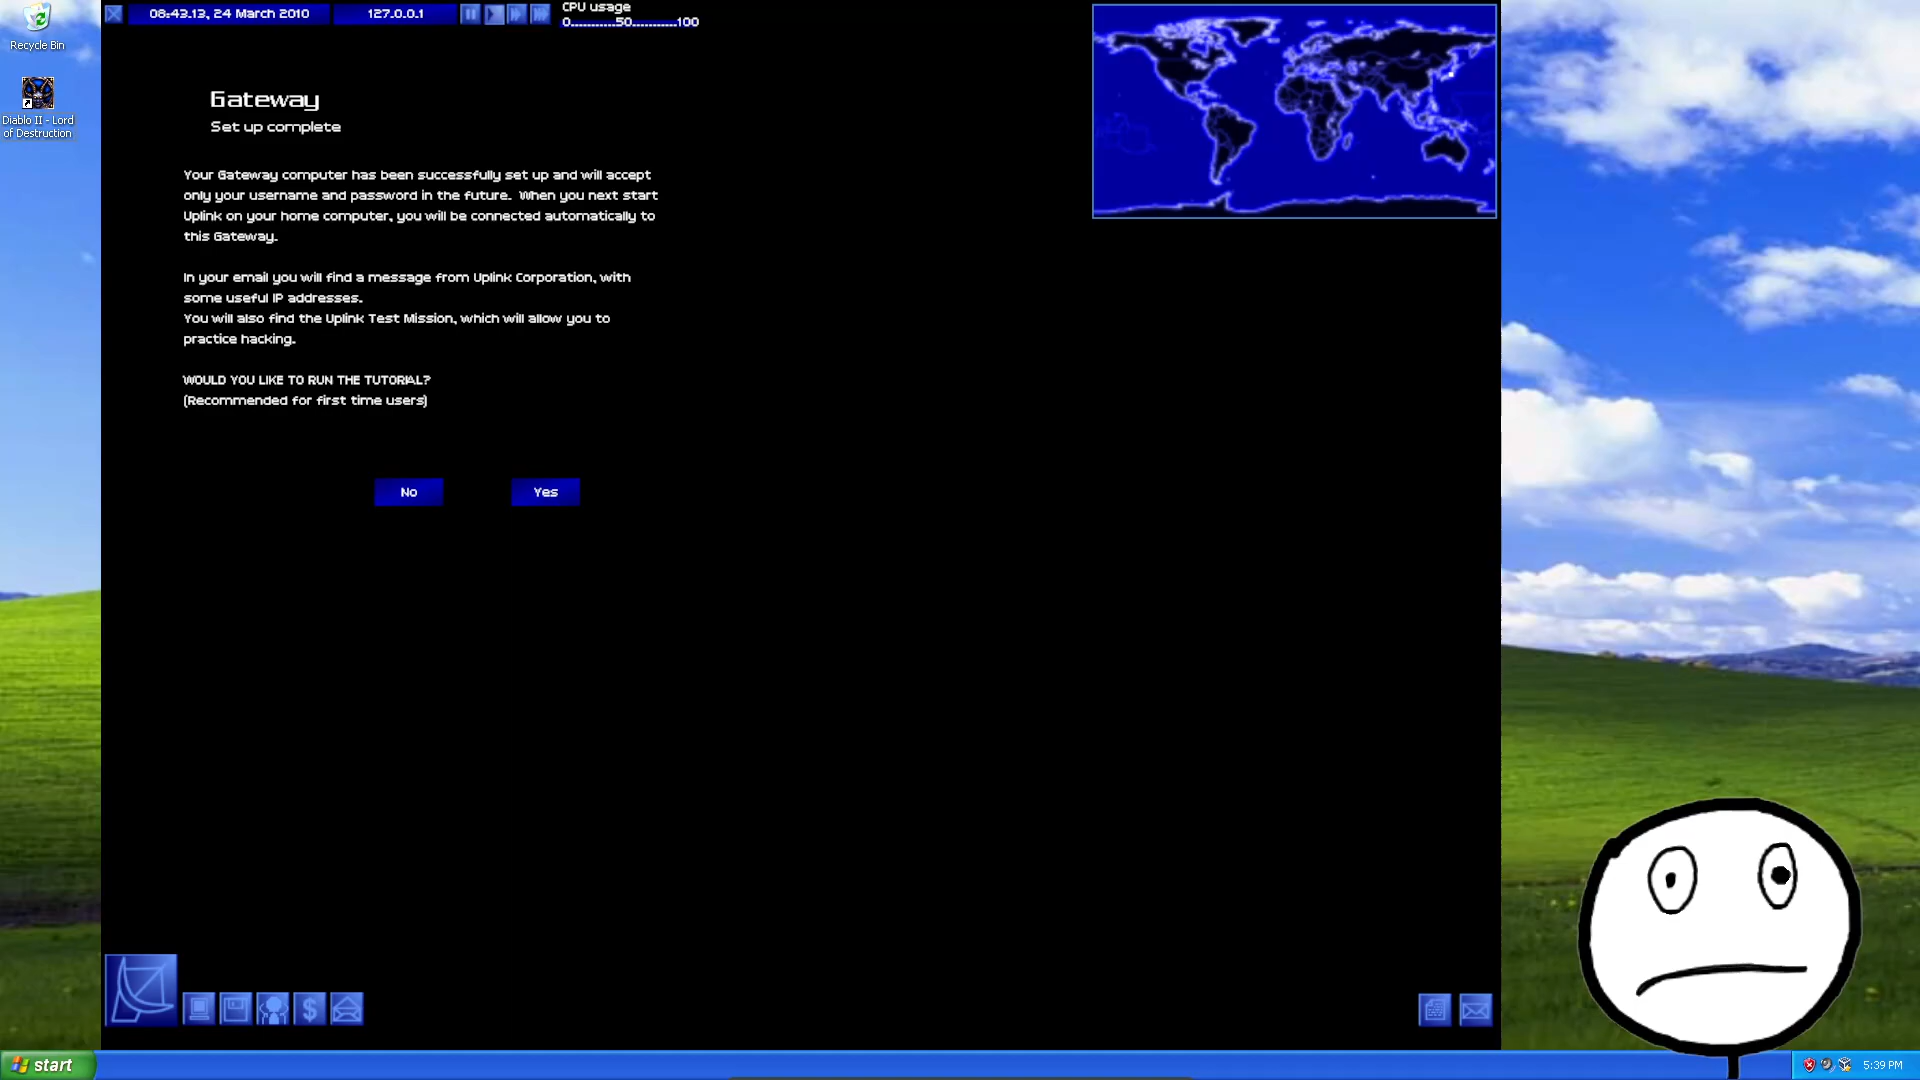 Recycle Bin
Diablo II - Lord
of Destruction
08:43.13, 24 March 2010
127.0.0.1
CPU usage
0...........50...........100
Gateway
Set up complete
Your Gateway computer has been successfully set up and will accept
only your username and password in the future.  When you next start
Uplink on your home computer, you will be connected automatically to
this Gateway.
In your email you will find a message from Uplink Corporation, with
some useful IP addresses.
You will also find the Uplink Test Mission, which will allow you to
practice hacking.
WOULD YOU LIKE TO RUN THE TUTORIAL?
(Recommended for first time users)
No
Yes
$
start
5:39 PM